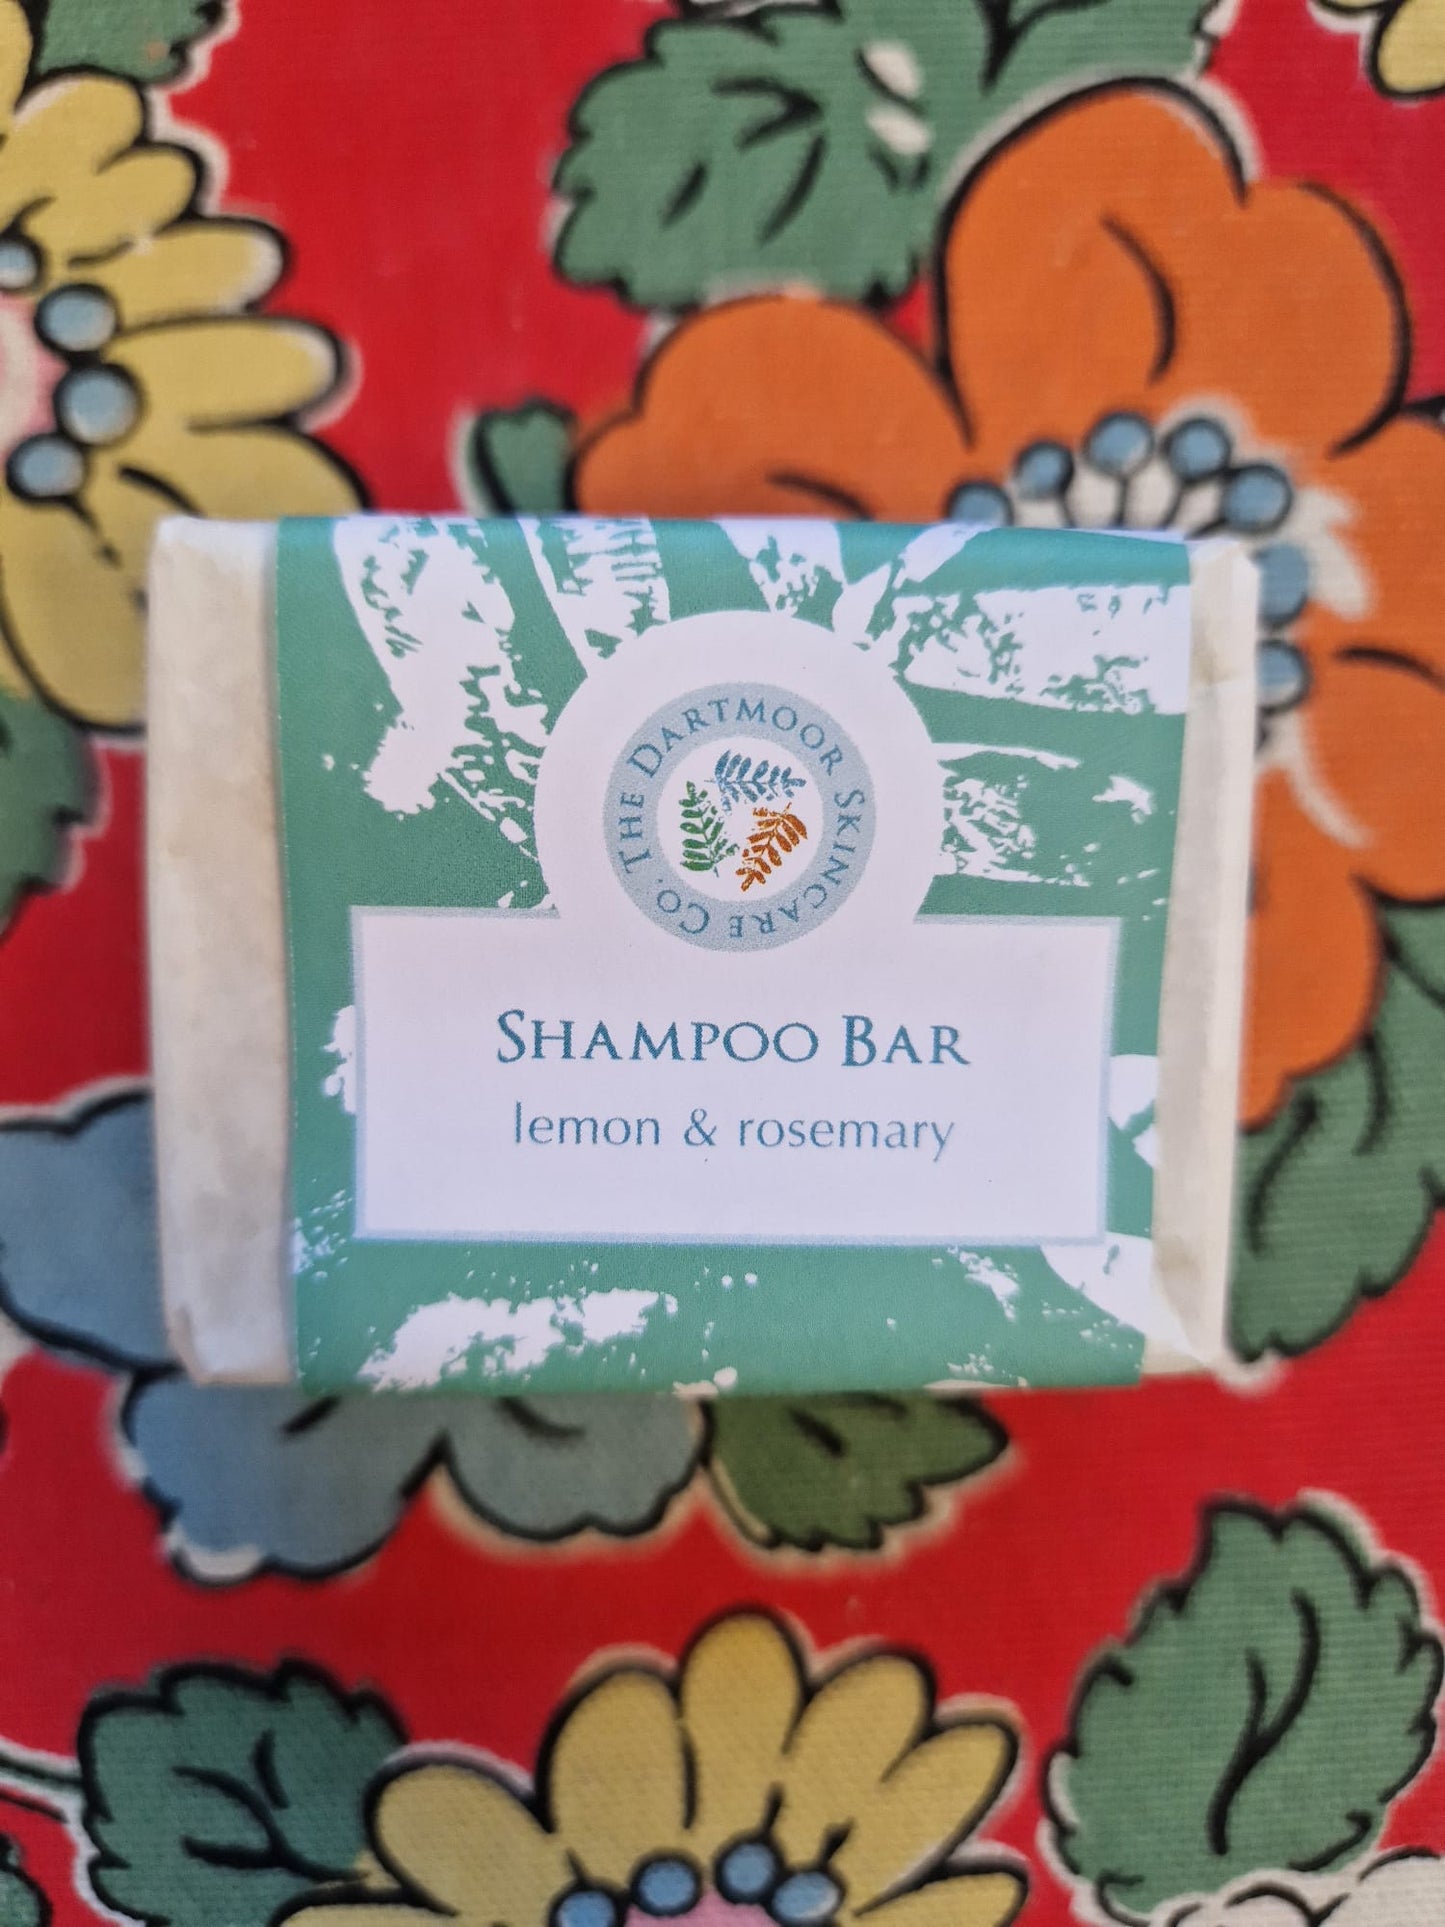 The Dartmoor Skincare Co.
Shampoo Bar
lemon & rosemary